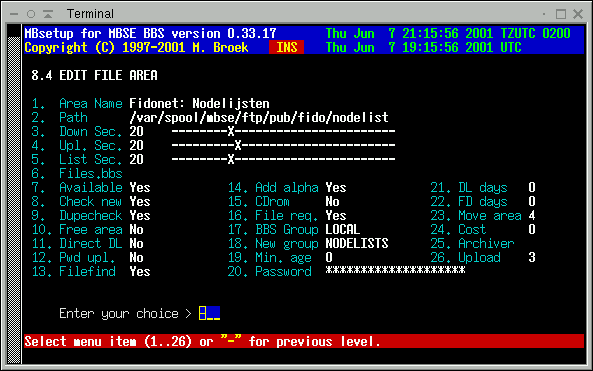 Terminal
MBsetup for MBSE BBS version 0.33.17 Thu Jun 7 21:15:56 2001 TZUTC 0200
Copyright (C) 1997-2001 M. Broek INS Thu Jun 7 19:15:56 2001 UTC
8.4 EDIT FILE AREA
1. Area Name Fidonet: Nodelijsten
2. Path /var/spool/mbse/ftp/pub/fido/nodelist
3. Down Sec. 20 --------X-----------------------
4. Upl. Sec. 20 ---------X----------------------
5. List Sec. 20 --------X-----------------------
6. Files.bbs
7. Available Yes 14. Add alpha Yes 21. DL days 0
8. Check new Yes 15. CDrom No 22. FD days 0
9. Dupecheck Yes 16. File req. Yes 23. Move area 4
10. Free area No 17. BBS Group LOCAL 24. Cost 0
11. Direct DL No 18. New group NODELISTS 25. Archiver
12. Pwd upl. No 19. Min. age 0 26. Upload 3
13. Filefind Yes 20. Password ********************
Enter your choice > -__
Select menu item (1..26) or "-" for previous level.